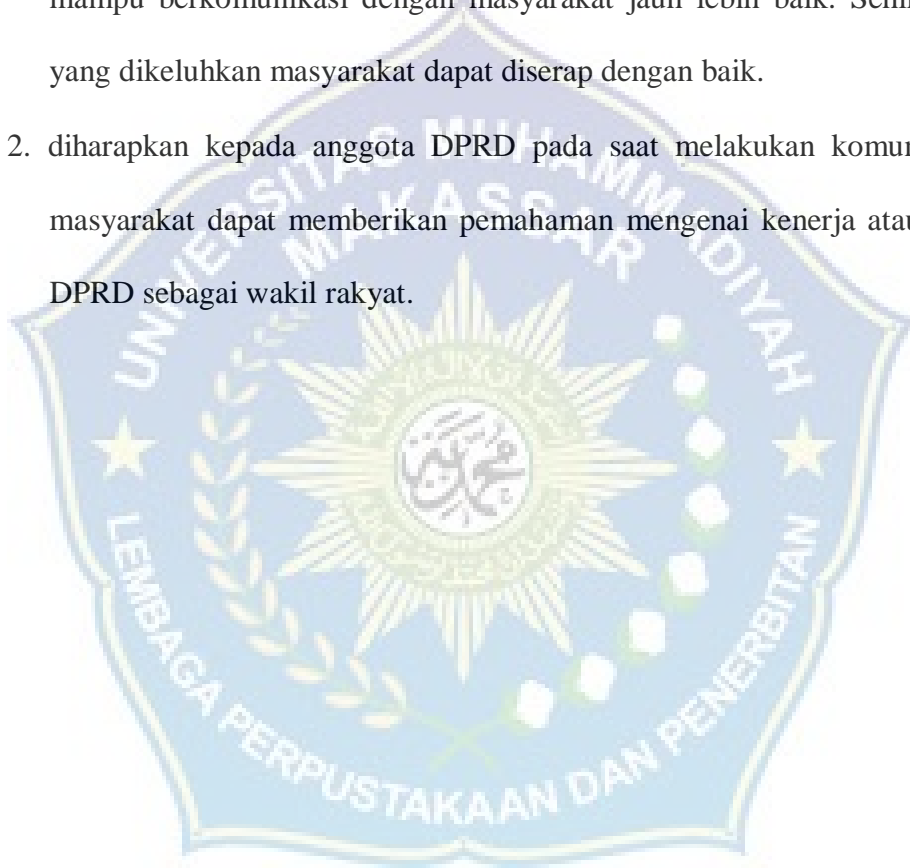 mampu berkomunikasi dengan masyarakat jauh lebih baik.
yang dikeluhkan masyarakat dapat diserap dengan baik.
2. diharapkan kepada anggota DPRD pada saat melakukan
masyarakat dapat memberikan pemahaman mengenai kenerja atau
DPRD sebagai wakil rakyat.
UNIVERSITAS MUHAMMADIYAH
MAKASSAR
محمدية
LEMBAGA PERPUSTAKAAN DAN PENERBITAN